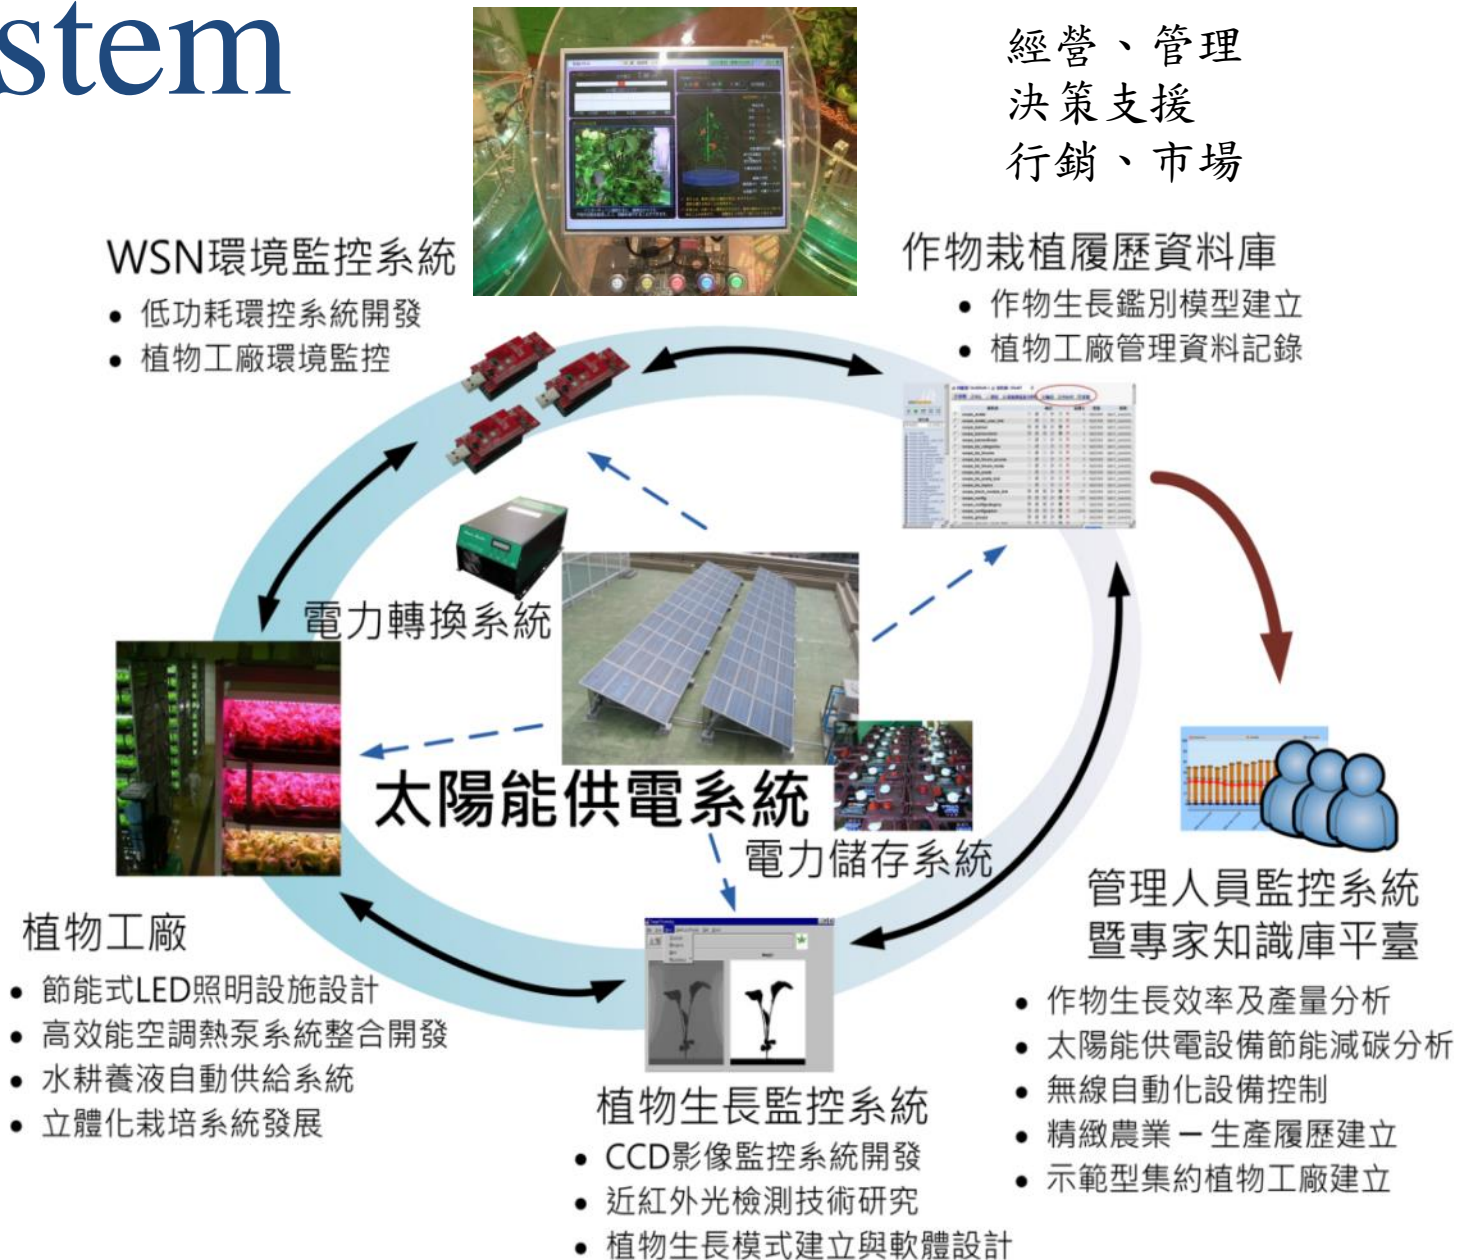 stem
經營、管理
決策支援
行銷、市場
WSN環境監控系統
• 低功耗環控系統開發
• 植物工廠環境監控
作物栽植履歷資料庫
• 作物生長鑑別模型建立
• 植物工廠管理資料記錄
電力轉換系統
太陽能供電系統
電力儲存系統
植物工廠
• 節能式LED照明設施設計
• 高效能空調熱泵系統整合開發
• 水耕養液自動供給系統
• 立體化栽培系統發展
植物生長監控系統
• CCD影像監控系統開發
• 近紅外光檢測技術研究
• 植物生長模式建立與軟體設計
管理人員監控系統
暨專家知識庫平臺
• 作物生長效率及產量分析
• 太陽能供電設備節能減碳分析
• 無線自動化設備控制
• 精緻農業－生產履歷建立
• 示範型集約植物工廠建立